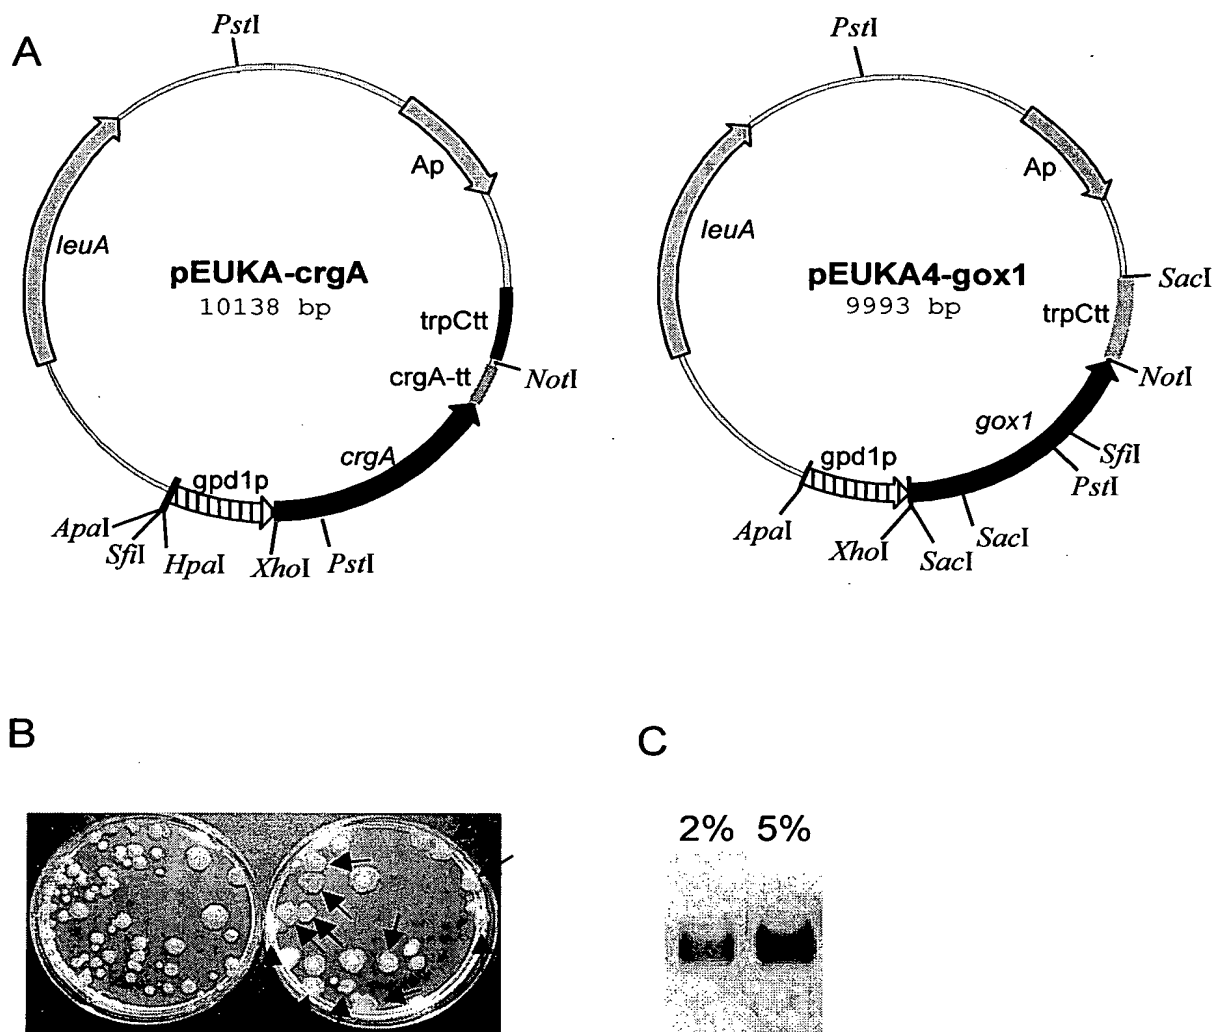 A
PstI
Ap
leuA
pEUKA-crgA
10138 bp
trpCtt
crgA-tt
NotI
crgA
gpd1p
ApaI
SfiI
HpaI
XhoI
PstI
PstI
Ap
leuA
pEUKA4-gox1
9993 bp
SacI
trpCtt
NotI
gox1
SfiI
PstI
gpd1p
SacI
ApaI
XhoI
SacI
B
C
2% 5%